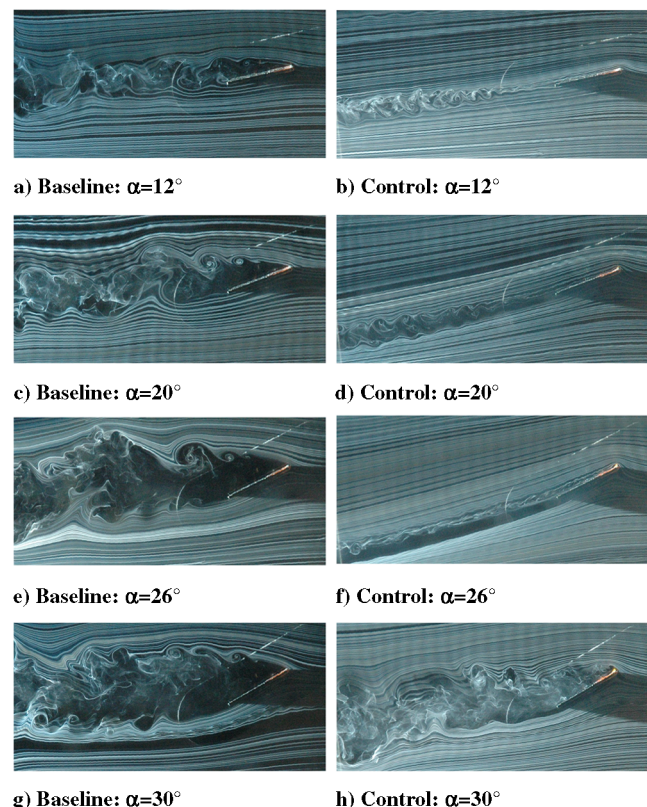 a) Baseline: α=12°
b) Control: α=12°
c) Baseline: α=20°
d) Control: α=20°
e) Baseline: α=26°
f) Control: α=26°
g) Baseline: α=30°
h) Control: α=30°